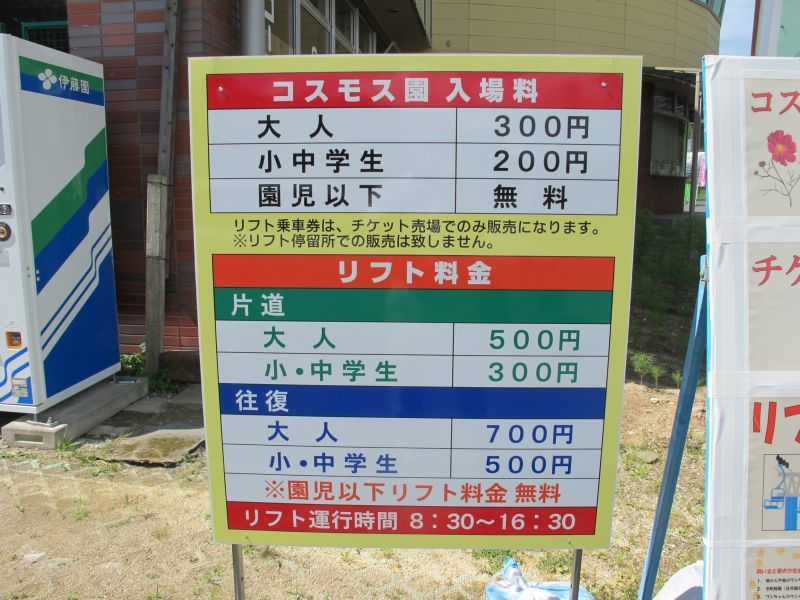 伊藤園
コスモス園 入場料
大人 300円
小中学生 200円
園児以下 無料
リフト乗車券は、チケット売場でのみ販売になります。
※リフト停留所での販売は致しません。
リフト料金
片道
大人 500円
小・中学生 300円
往復
大人 700円
小・中学生 500円
※園児以下リフト料金 無料
リフト運行時間 8:30～16:30
コス
チケ
リフ